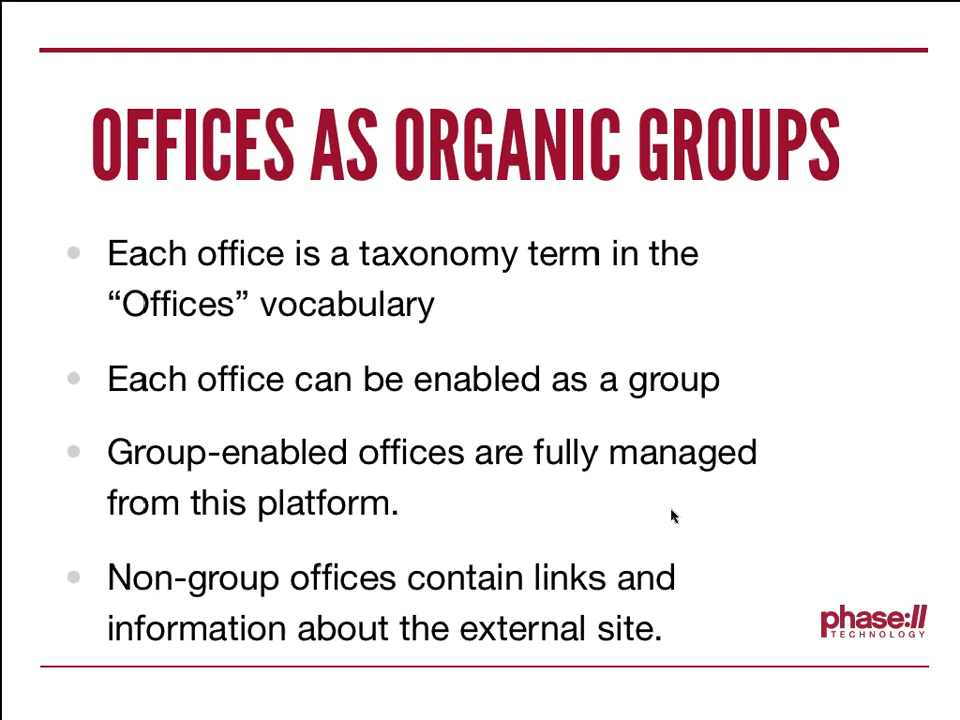 OFFICES AS ORGANIC GROUPS
Each office is a taxonomy term in the
“Offices” vocabulary
Each office can be enabled as a group
Group-enabled offices are fully managed
from this platform.
Non-group offices contain links and
information about the external site.
phase:II
TECHNOLOGY